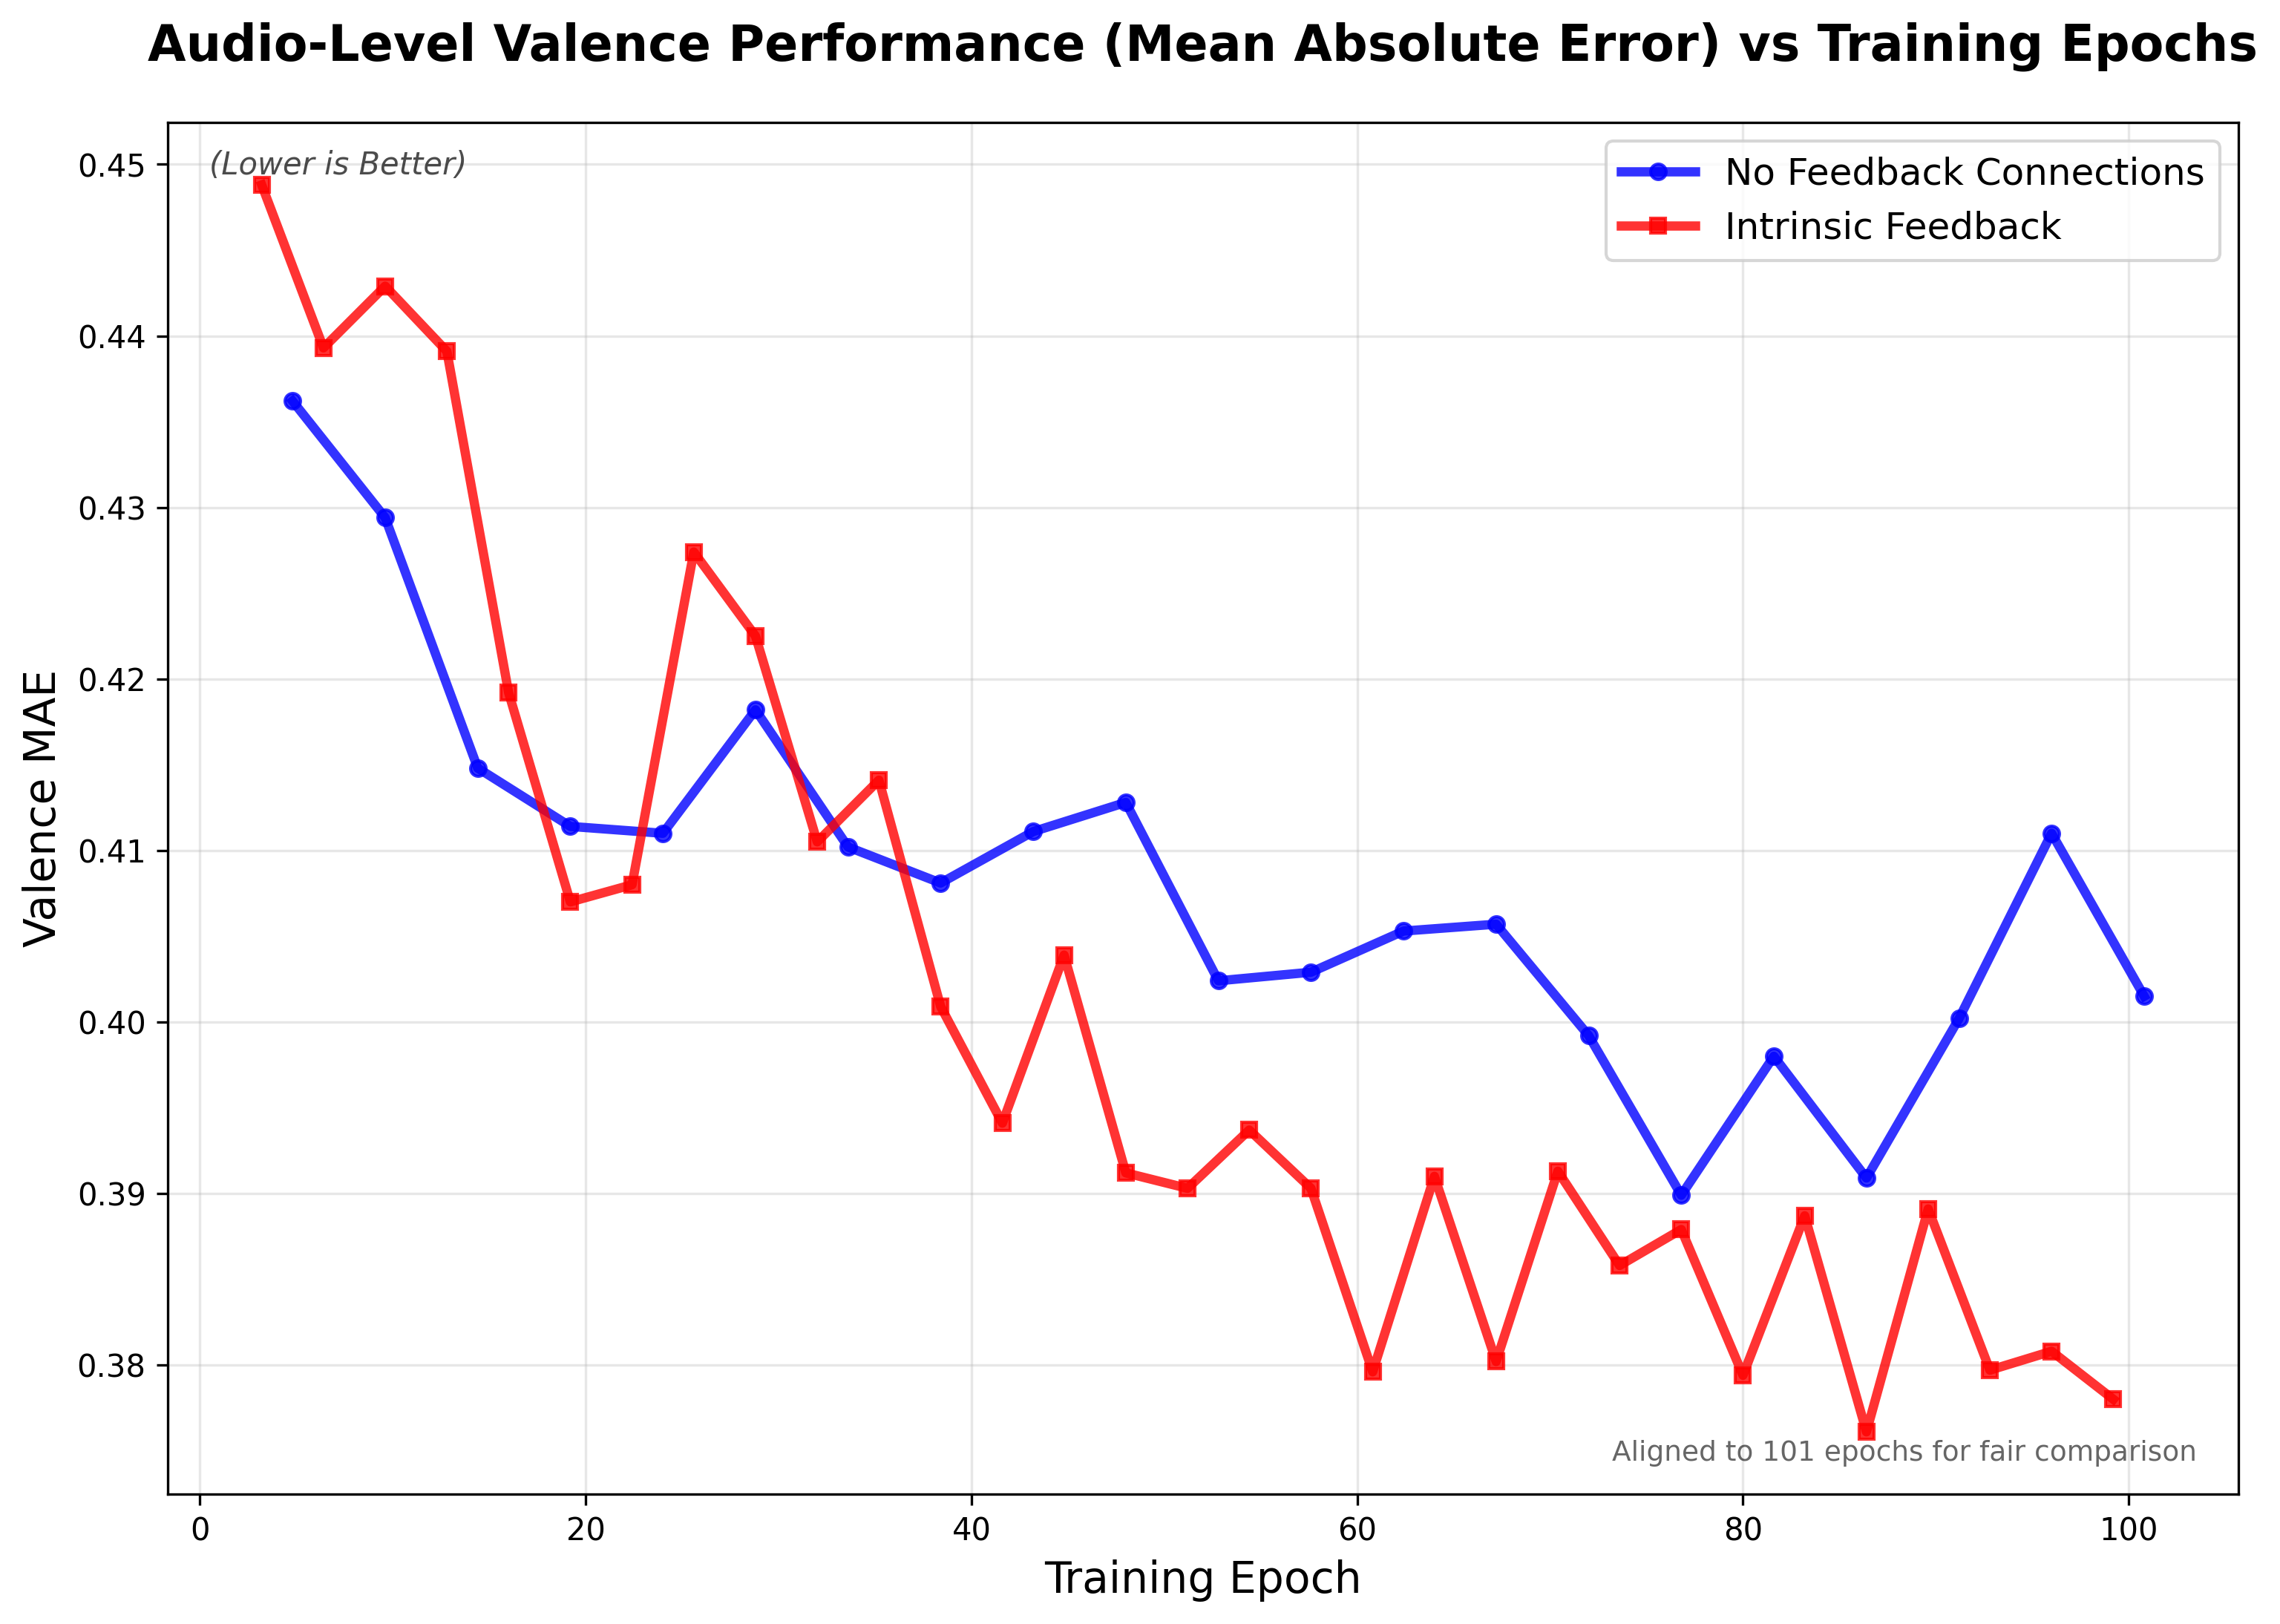 Audio-Level Valence Performance (Mean Absolute Error) vs Training Epochs
(Lower is Better)
No Feedback Connections
Intrinsic Feedback
0.45
0.44
0.43
0.42
0.41
0.40
0.39
0.38
Valence MAE
Aligned to 101 epochs for fair comparison
0 20 40 60 80 100
Training Epoch